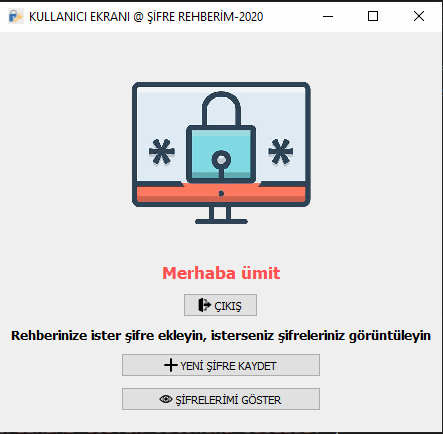 KULLANICI EKRANI @ ŞİFRE REHBERİM-2020
Merhaba ümit
ÇIKIŞ
Rehberinize ister şifre ekleyin, isterseniz şifreleriniz görüntüleyin
YENİ ŞİFRE KAYDET
ŞİFRELERİMİ GÖSTER